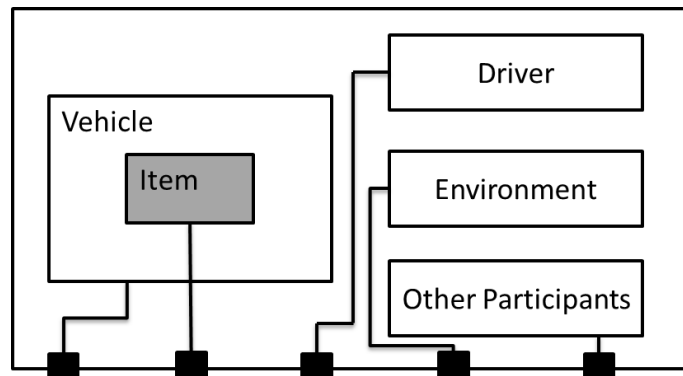 Vehicle
Item
Driver
Environment
Other Participants